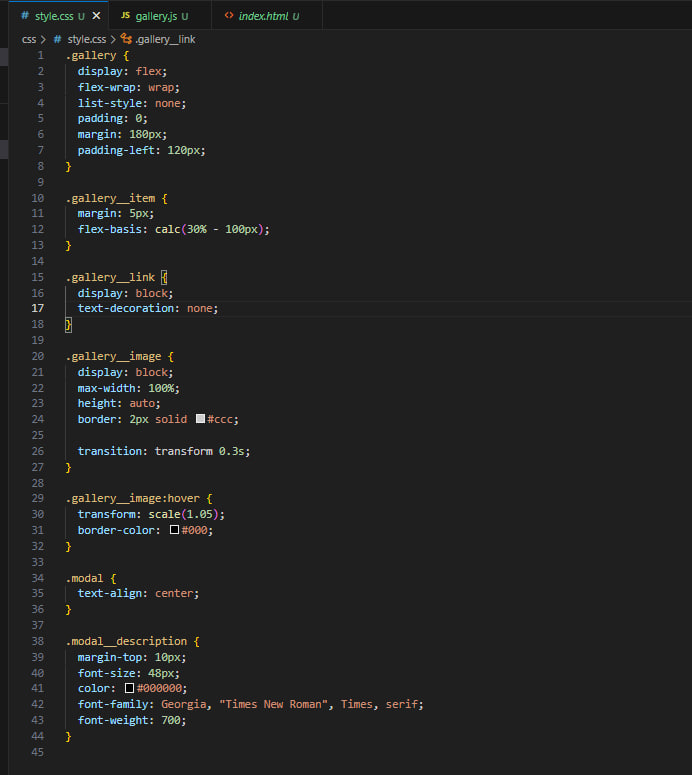 # style.css U X JS gallery.js U <> index.html U
css > # style.css > .gallery__link
1 .gallery {
2 display: flex;
3 flex-wrap: wrap;
4 list-style: none;
5 padding: 0;
6 margin: 180px;
7 padding-left: 120px;
8 }
9
10 .gallery__item {
11 margin: 5px;
12 flex-basis: calc(30% - 100px);
13 }
14
15 .gallery__link {
16 display: block;
17 text-decoration: none;
18 }
19
20 .gallery__image {
21 display: block;
22 max-width: 100%;
23 height: auto;
24 border: 2px solid #ccc;
25
26 transition: transform 0.3s;
27 }
28
29 .gallery__image:hover {
30 transform: scale(1.05);
31 border-color: #000;
32 }
33
34 .modal {
35 text-align: center;
36 }
37
38 .modal__description {
39 margin-top: 10px;
40 font-size: 48px;
41 color: #000000;
42 font-family: Georgia, "Times New Roman", Times, serif;
43 font-weight: 700;
44 }
45